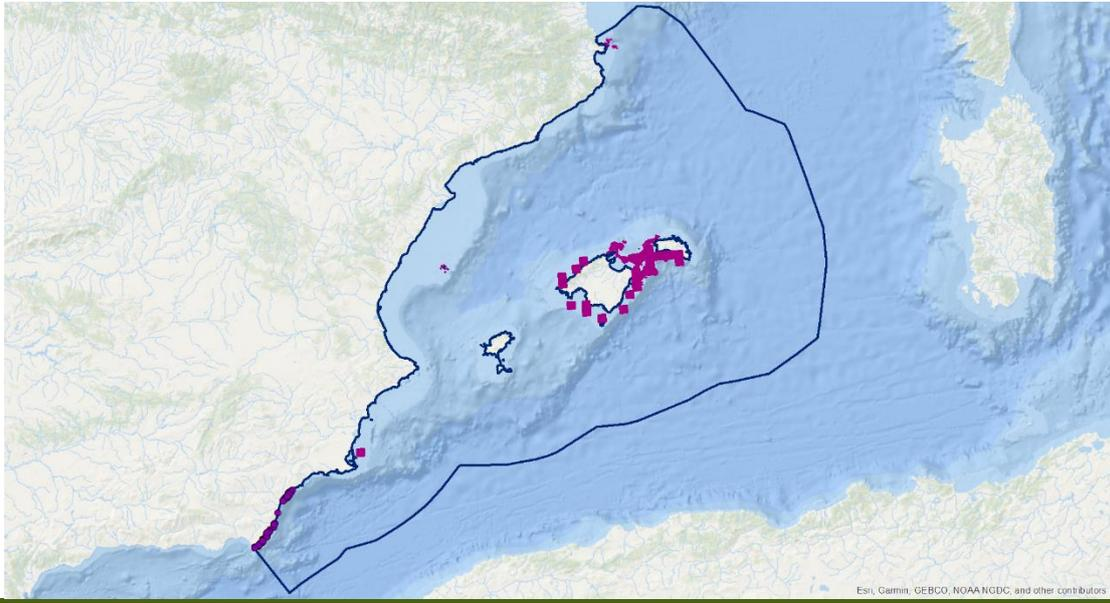 Esri, Garmin, GEBCO, NOAA NGDC, and other contributors